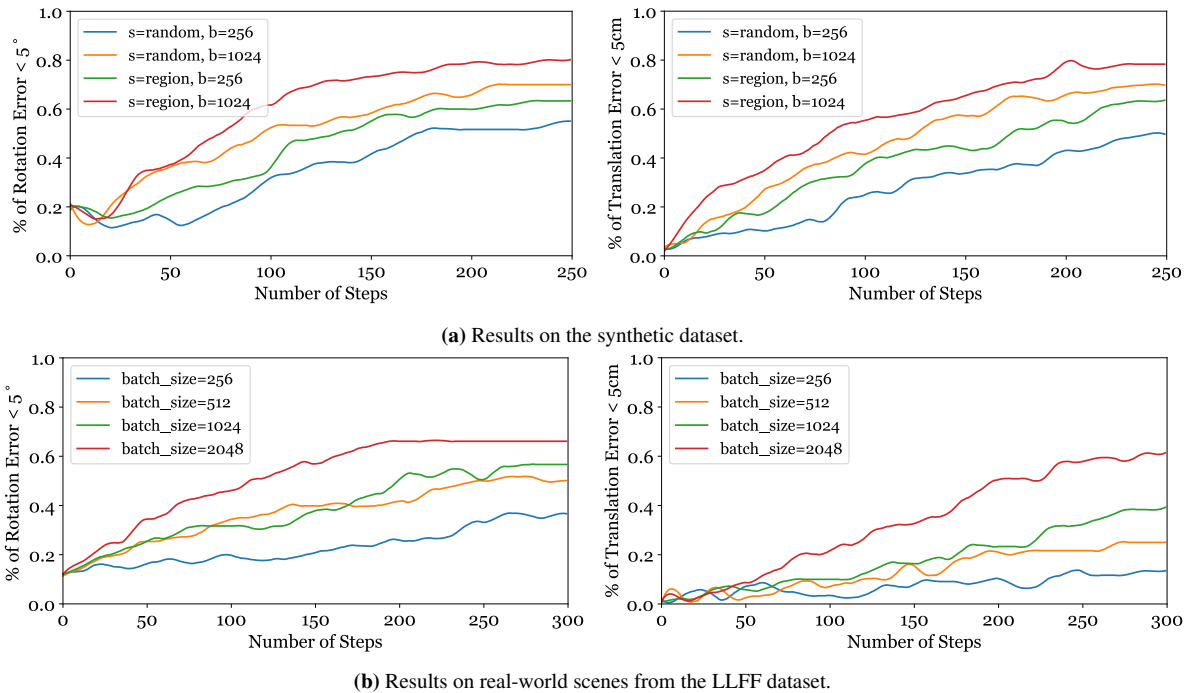 % of Rotation Error < 5°
1.0
0.8
0.6
0.4
0.2
0.0
s=random, b=256
s=random, b=1024
s=region, b=256
s=region, b=1024
0 50 100 150 200 250
Number of Steps
% of Translation Error < 5cm
1.0
0.8
0.6
0.4
0.2
0.0
s=random, b=256
s=random, b=1024
s=region, b=256
s=region, b=1024
0 50 100 150 200 250
Number of Steps
(a) Results on the synthetic dataset.
% of Rotation Error < 5°
1.0
0.8
0.6
0.4
0.2
0.0
batch_size=256
batch_size=512
batch_size=1024
batch_size=2048
0 50 100 150 200 250 300
Number of Steps
% of Translation Error < 5cm
1.0
0.8
0.6
0.4
0.2
0.0
batch_size=256
batch_size=512
batch_size=1024
batch_size=2048
0 50 100 150 200 250 300
Number of Steps
(b) Results on real-world scenes from the LLFF dataset.